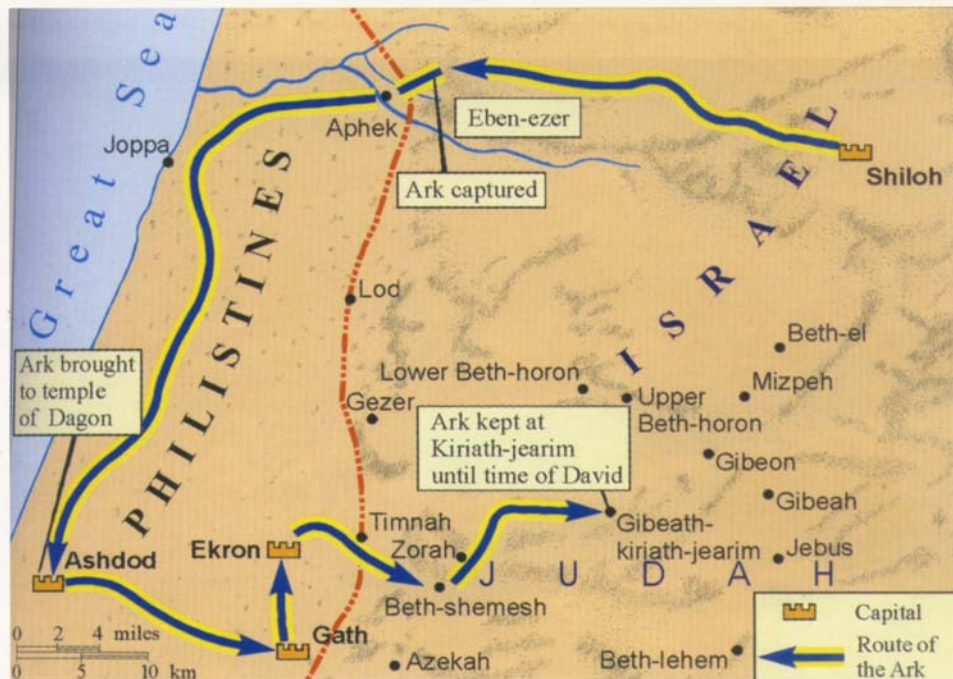 Great Sea
Joppa
Aphek
Eben-ezer
Ark captured
Shiloh
ISRAEL
PHILISTINES
Lod
Ark brought
to temple
of Dagon
Lower Beth-horon
Gezer
Upper
Beth-horon
Beth-el
Mizpeh
Ark kept at
Kiriath-jearim
until time of David
Gibeon
Gibeah
Gibeath-
kiriath-jearim
Jebus
Timnah
Zorah
Ekron
Ashdod
JUDAH
Beth-shemesh
Gath
Azekah
Beth-lehem
0 2 4 miles
0 5 10 km
Capital
Route of
the Ark